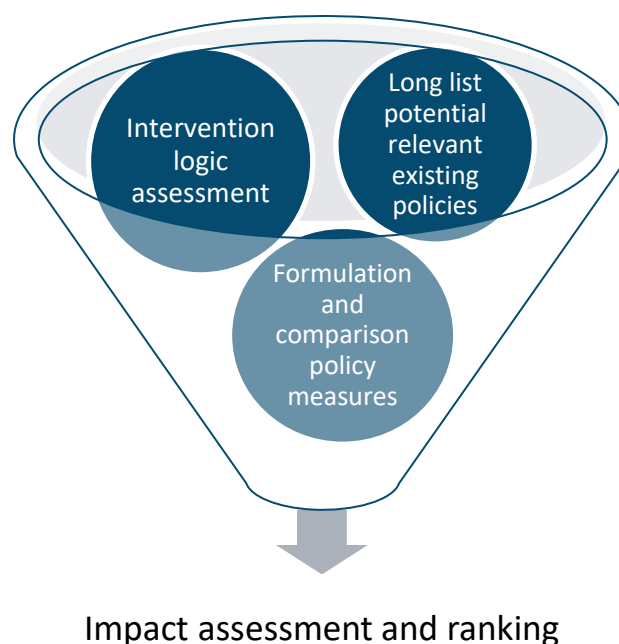 Intervention
logic
assessment
Long list
potential
relevant
existing
policies
Formulation
and
comparison
policy
measures
Impact assessment and ranking